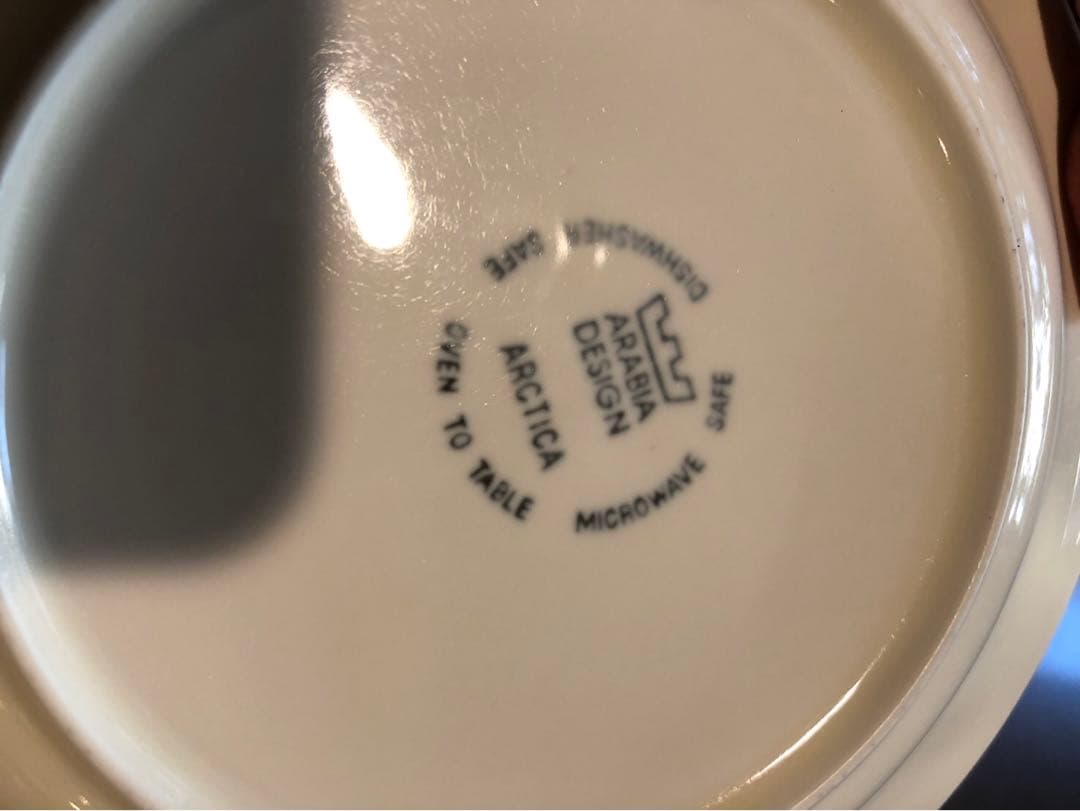 ARABIA
DESIGN
ARCTICA
DISHWASHER SAFE
OVEN TO TABLE
MICROWAVE SAFE